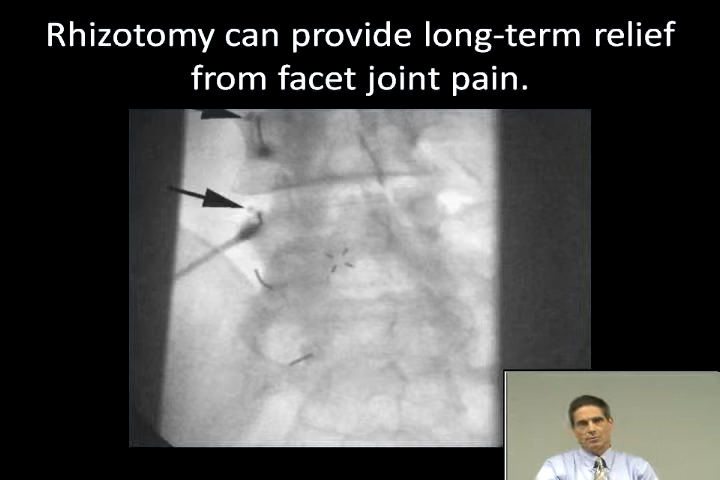 Rhizotomy can provide long-term relief
from facet joint pain.